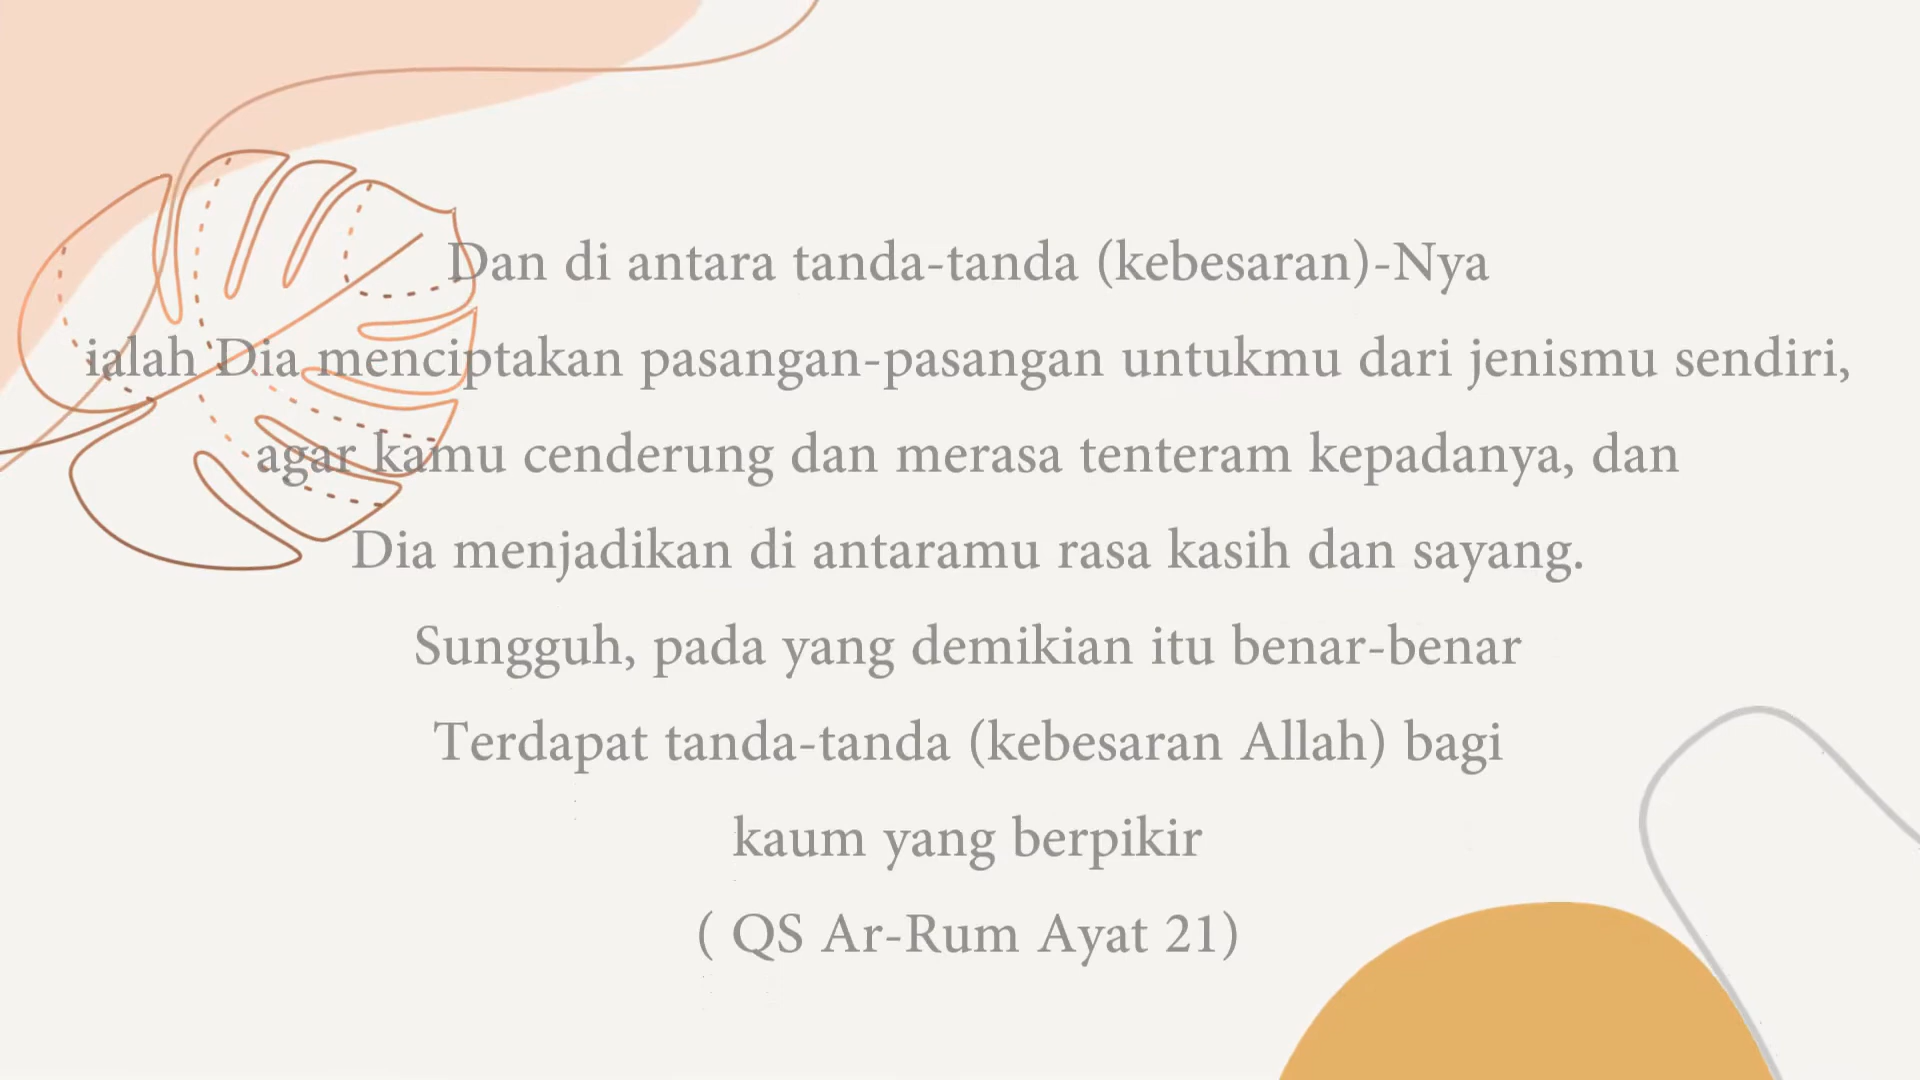 Dan di antara tanda-tanda (kebesaran)-Nya
ialah Dia menciptakan pasangan-pasangan untukmu dari jenismu sendiri,
agar kamu cenderung dan merasa tenteram kepadanya, dan
Dia menjadikan di antaramu rasa kasih dan sayang.
Sungguh, pada yang demikian itu benar-benar
Terdapat tanda-tanda (kebesaran Allah) bagi
kaum yang berpikir
( QS Ar-Rum Ayat 21)